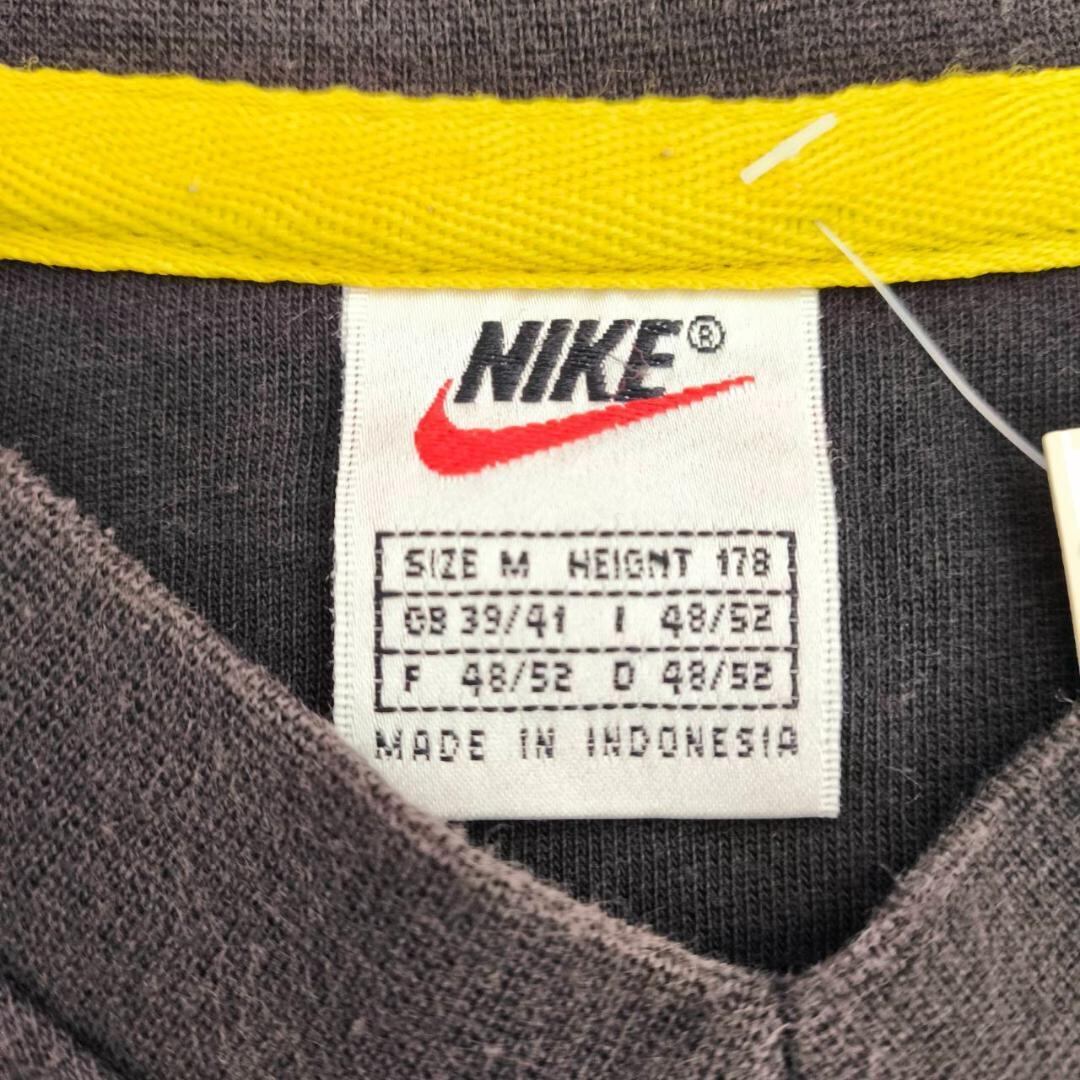 NIKE®
SIZE M HEIGHT 178
GB 39/41 I 48/52
F 48/52 D 48/52
MADE IN INDONESIA